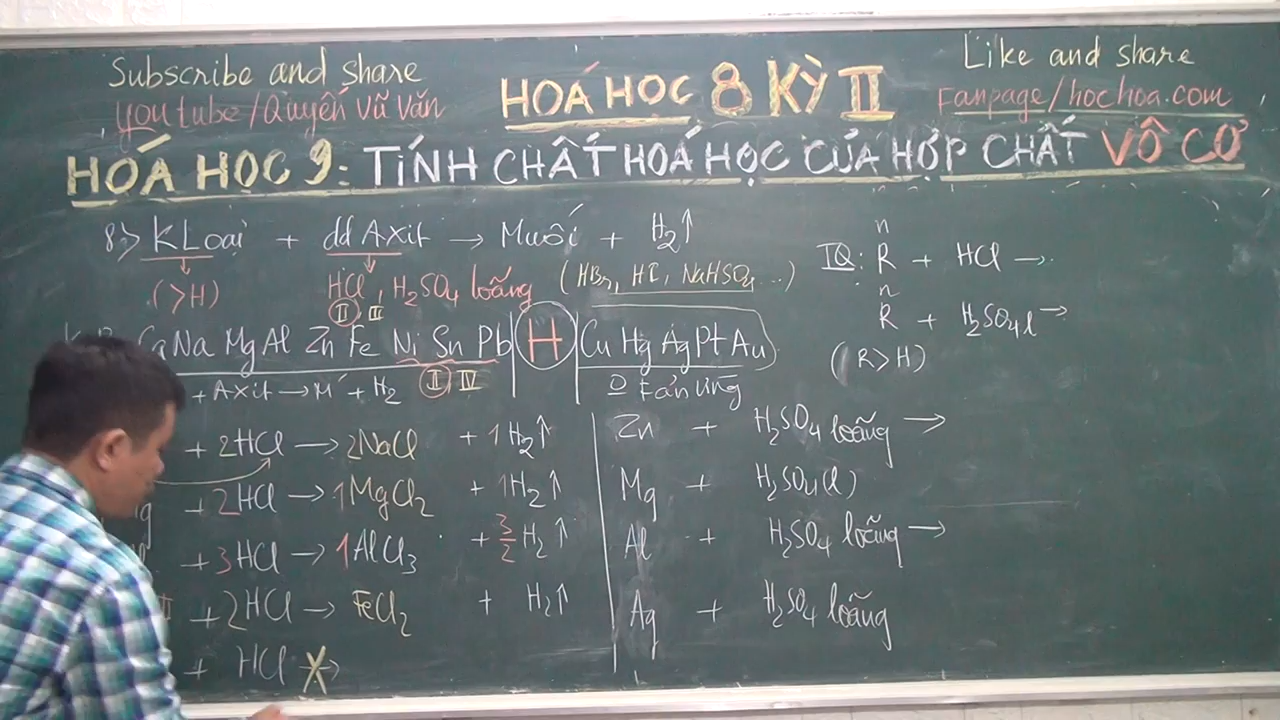 Subscribe and share
youtube/Quyến Vũ Văn
HOÁ HỌC 8 KỲ II
Like and share
Fanpage/hochoa.com
HOÁ HỌC 9: TÍNH CHẤT HOÁ HỌC CỦA HỢP CHẤT VÔ CƠ
8> KLoại + dd Axit → Muối + H₂↑
(>H) HCl, H₂SO₄ loãng (HBr, HI, NaHSO₄...)
II, III
Na Mg Al Zn Fe Ni Sn Pb H Cu Hg Ag Pt Au
+ Axit → M' + H₂ II IV 0 Fản ứng
+ 2HCl → 2NaCl + 1H₂↑
+ 2HCl → 1MgCl₂ + 1H₂↑
+ 3HCl → 1AlCl₃ + 3/2 H₂↑
+ 2HCl → FeCl₂ + H₂↑
+ HCl X→
Zn + H₂SO₄ loãng →
Mg + H₂SO₄(l)
Al + H₂SO₄ loãng →
Ag + H₂SO₄ loãng
n
TQ: R + HCl →
n
R + H₂SO₄l →
(R>H)